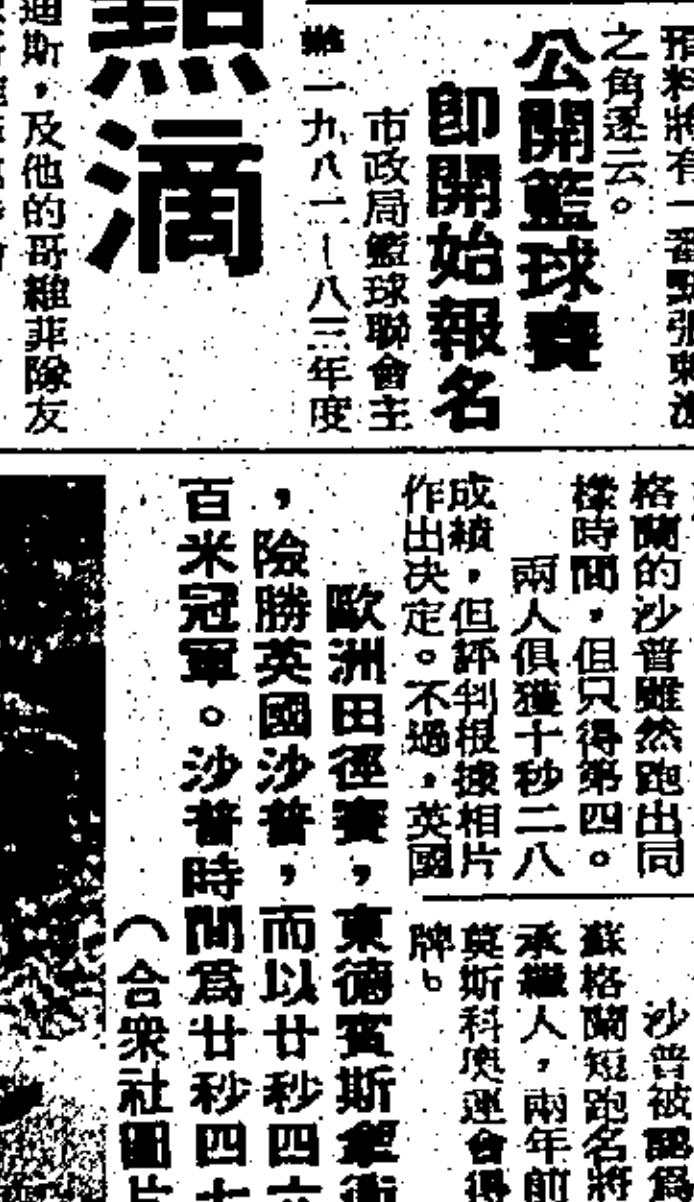 預料將有一番
之角逐云。
公開籃球賽
即開始報名
市政局籃球聯會主
辦一九八二-八三年度
點滴
迪斯,及他的哥維菲隊友
格蘭的沙普雖然跑出同
樣時間,但只得第四。
兩人俱獲十秒二八
成績,但評判根據相片
作出決定。不過,英國
沙普被認為
蘇格蘭短跑名將
承繼人,兩年前
莫斯科奧運會得
牌。
歐洲田徑賽,東德賓斯
,險勝英國沙普,而以廿秒四六
百米冠軍。沙普時間爲廿秒四七
(合衆社圖片